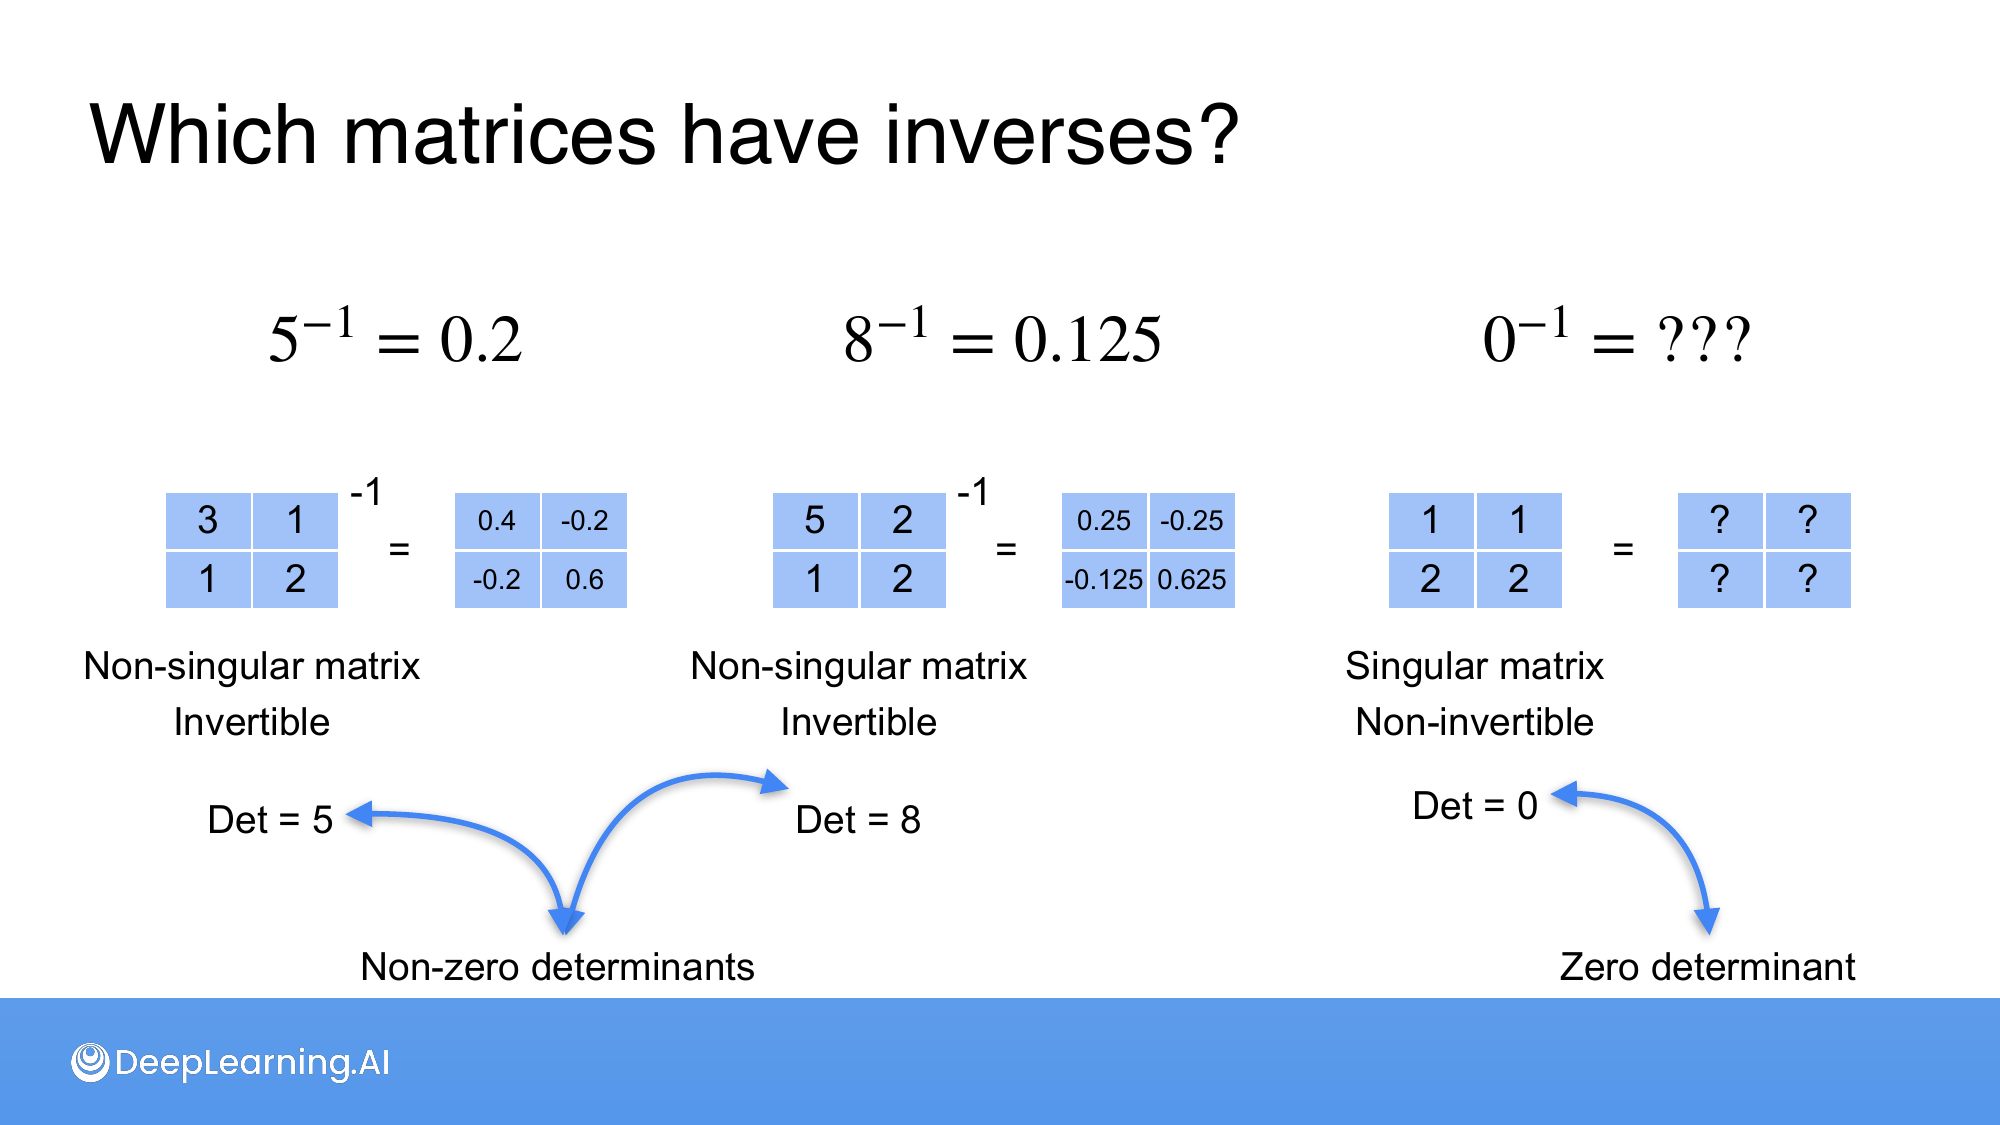 Which matrices have inverses?
5⁻¹ = 0.2
8⁻¹ = 0.125
0⁻¹ = ???
3 1 -1 = 0.4 -0.2
1 2 -0.2 0.6
5 2 -1 = 0.25 -0.25
1 2 -0.125 0.625
1 1 = ? ?
2 2 ? ?
Non-singular matrix
Invertible
Det = 5
Non-singular matrix
Invertible
Det = 8
Singular matrix
Non-invertible
Det = 0
Non-zero determinants
Zero determinant
DeepLearning.AI